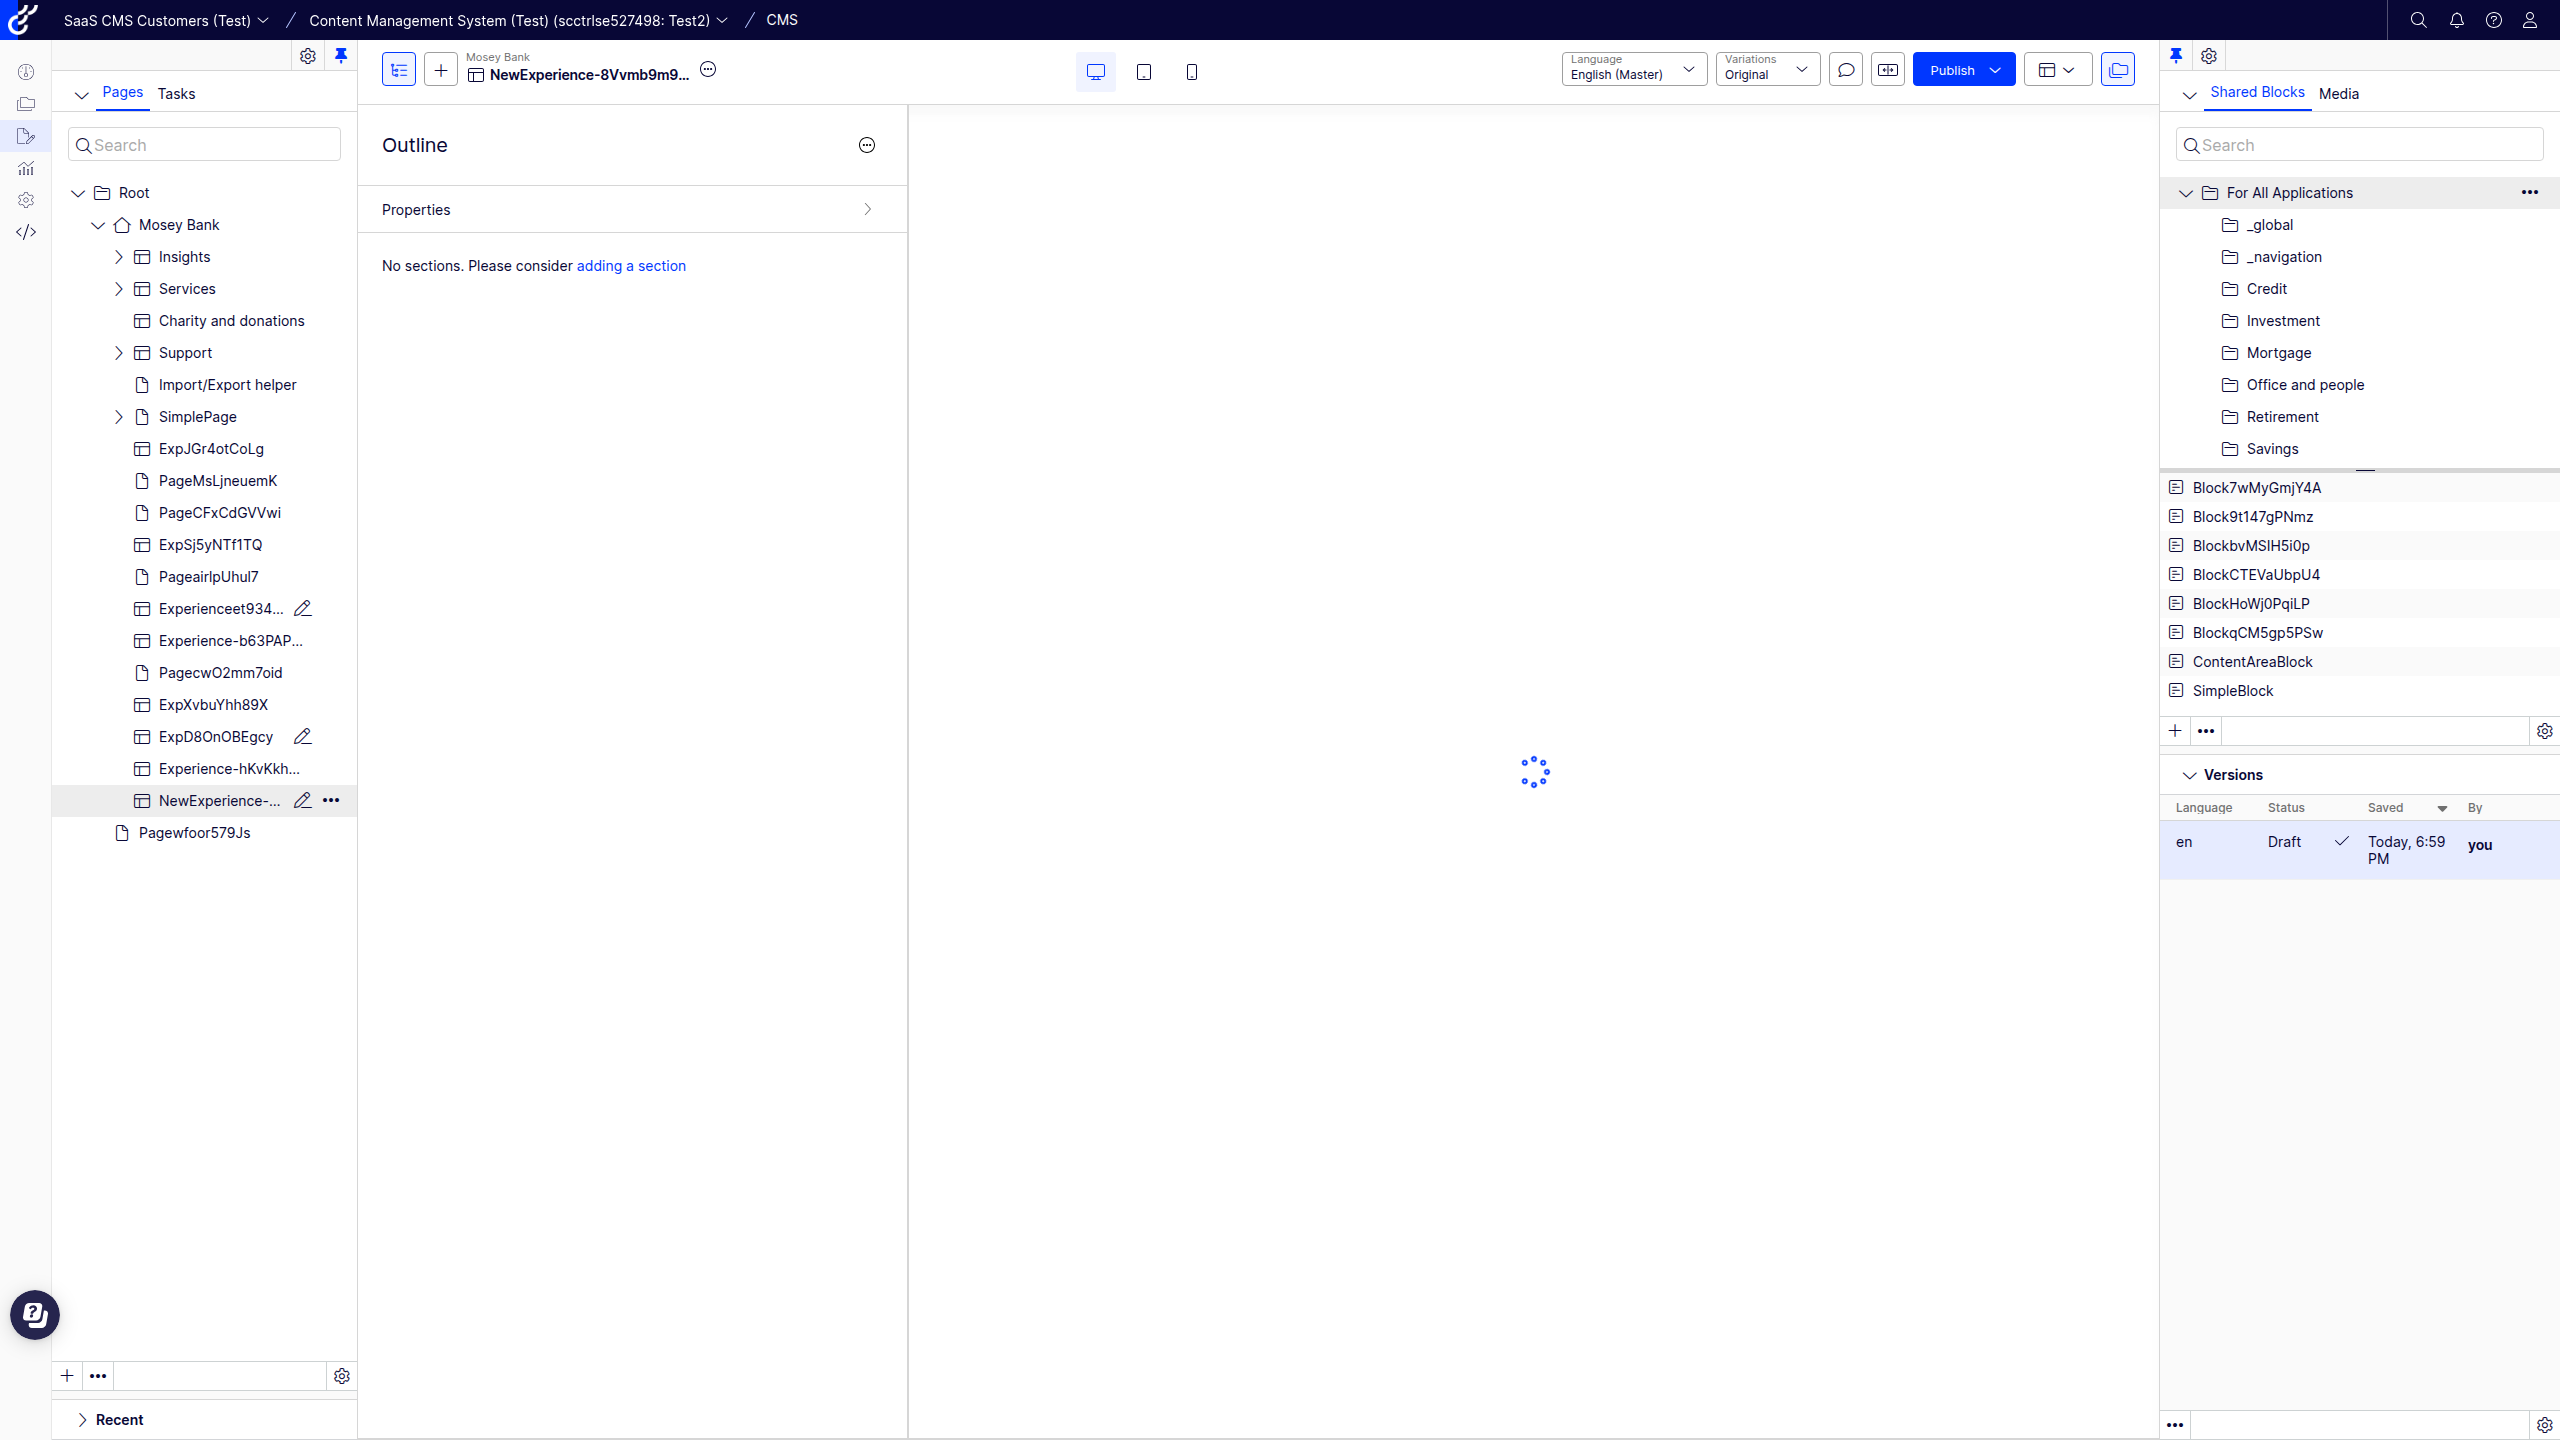 SaaS CMS Customers (Test)
Content Management System (Test) (scctrlse527498: Test2)
CMS
Pages
Tasks
Search
Root
Mosey Bank
Insights
Services
Charity and donations
Support
Import/Export helper
SimplePage
ExpJGr4otCoLg
PageMsLjneuemK
PageCFxCdGVVwi
ExpSj5yNTf1TQ
PageairlpUhul7
Experienceet934...
Experience-b63PAP...
PagecwO2mm7oid
ExpXvbuYhh89X
ExpD8OnOBEgcy
Experience-hKvKkh...
NewExperience-...
Pagewfoor579Js
Recent
Mosey Bank
NewExperience-8Vvmb9m9...
Language
English (Master)
Variations
Original
Publish
Outline
Properties
No sections. Please consider adding a section
Shared Blocks
Media
Search
For All Applications
_global
_navigation
Credit
Investment
Mortgage
Office and people
Retirement
Savings
Block7wMyGmjY4A
Block9t147gPNmz
BlockbvMSIH5i0p
BlockCTEVaUbpU4
BlockHoWj0PqiLP
BlockqCM5gp5PSw
ContentAreaBlock
SimpleBlock
Versions
Language Status Saved By
en Draft Today, 6:59 PM you